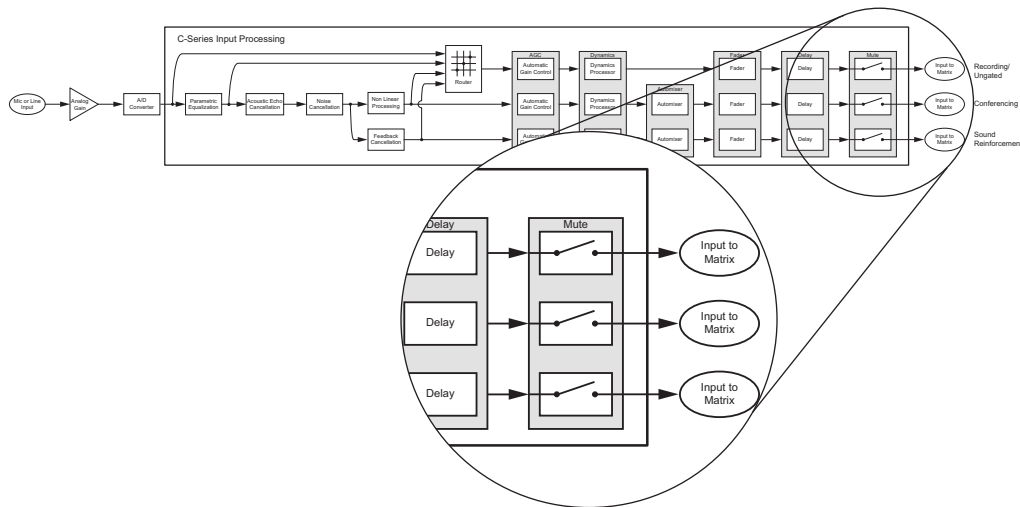 C-Series Input Processing
Mic or Line
Input
Analog
Gain
A/D
Converter
Parametric
Equalization
Acoustic Echo
Cancellation
Noise
Cancellation
Non Linear
Processing
Feedback
Cancellation
Router
AGC
Automatic
Gain Control
Automatic
Gain Control
Automatic
Dynamics
Dynamics
Processor
Dynamics
Processor
Automixer
Automixer
Automixer
Fader
Fader
Fader
Fader
Delay
Delay
Delay
Delay
Mute
Input to
Matrix
Input to
Matrix
Input to
Matrix
Recording/
Ungated
Conferencing
Sound
Reinforcemen
Delay
Delay
Delay
Delay
Mute
Input to
Matrix
Input to
Matrix
Input to
Matrix